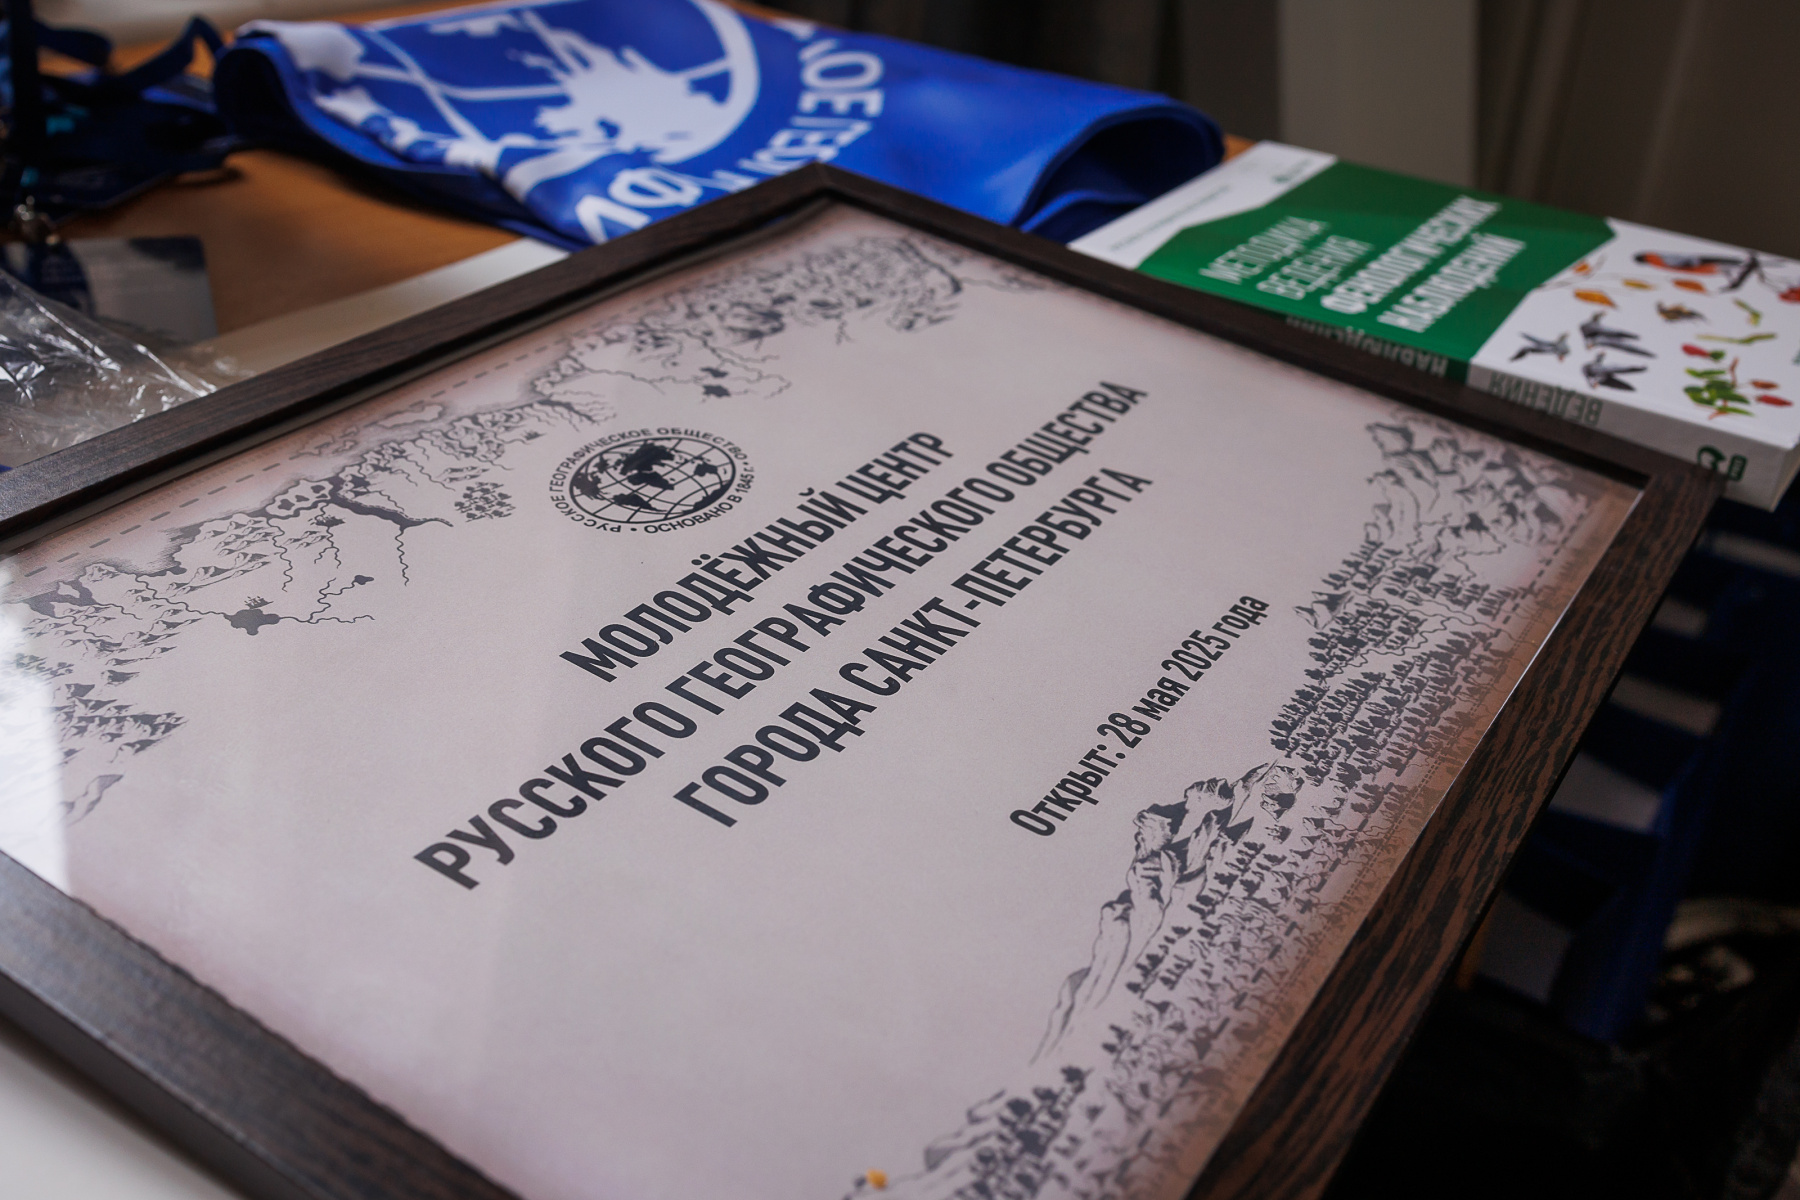 РУССКОЕ ГЕОГРАФИЧЕСКОЕ ОБЩЕСТВО
ОСНОВАНО В 1845 г.
МОЛОДЁЖНЫЙ ЦЕНТР
РУССКОГО ГЕОГРАФИЧЕСКОГО ОБЩЕСТВА
ГОРОДА САНКТ-ПЕТЕРБУРГА
Открыт: 28 мая 2025 года
МЕТОДИКА
ВЕДЕНИЯ
ФЕНОЛОГИЧЕСКИХ
НАБЛЮДЕНИЙ
ВЕДЕНИЯ